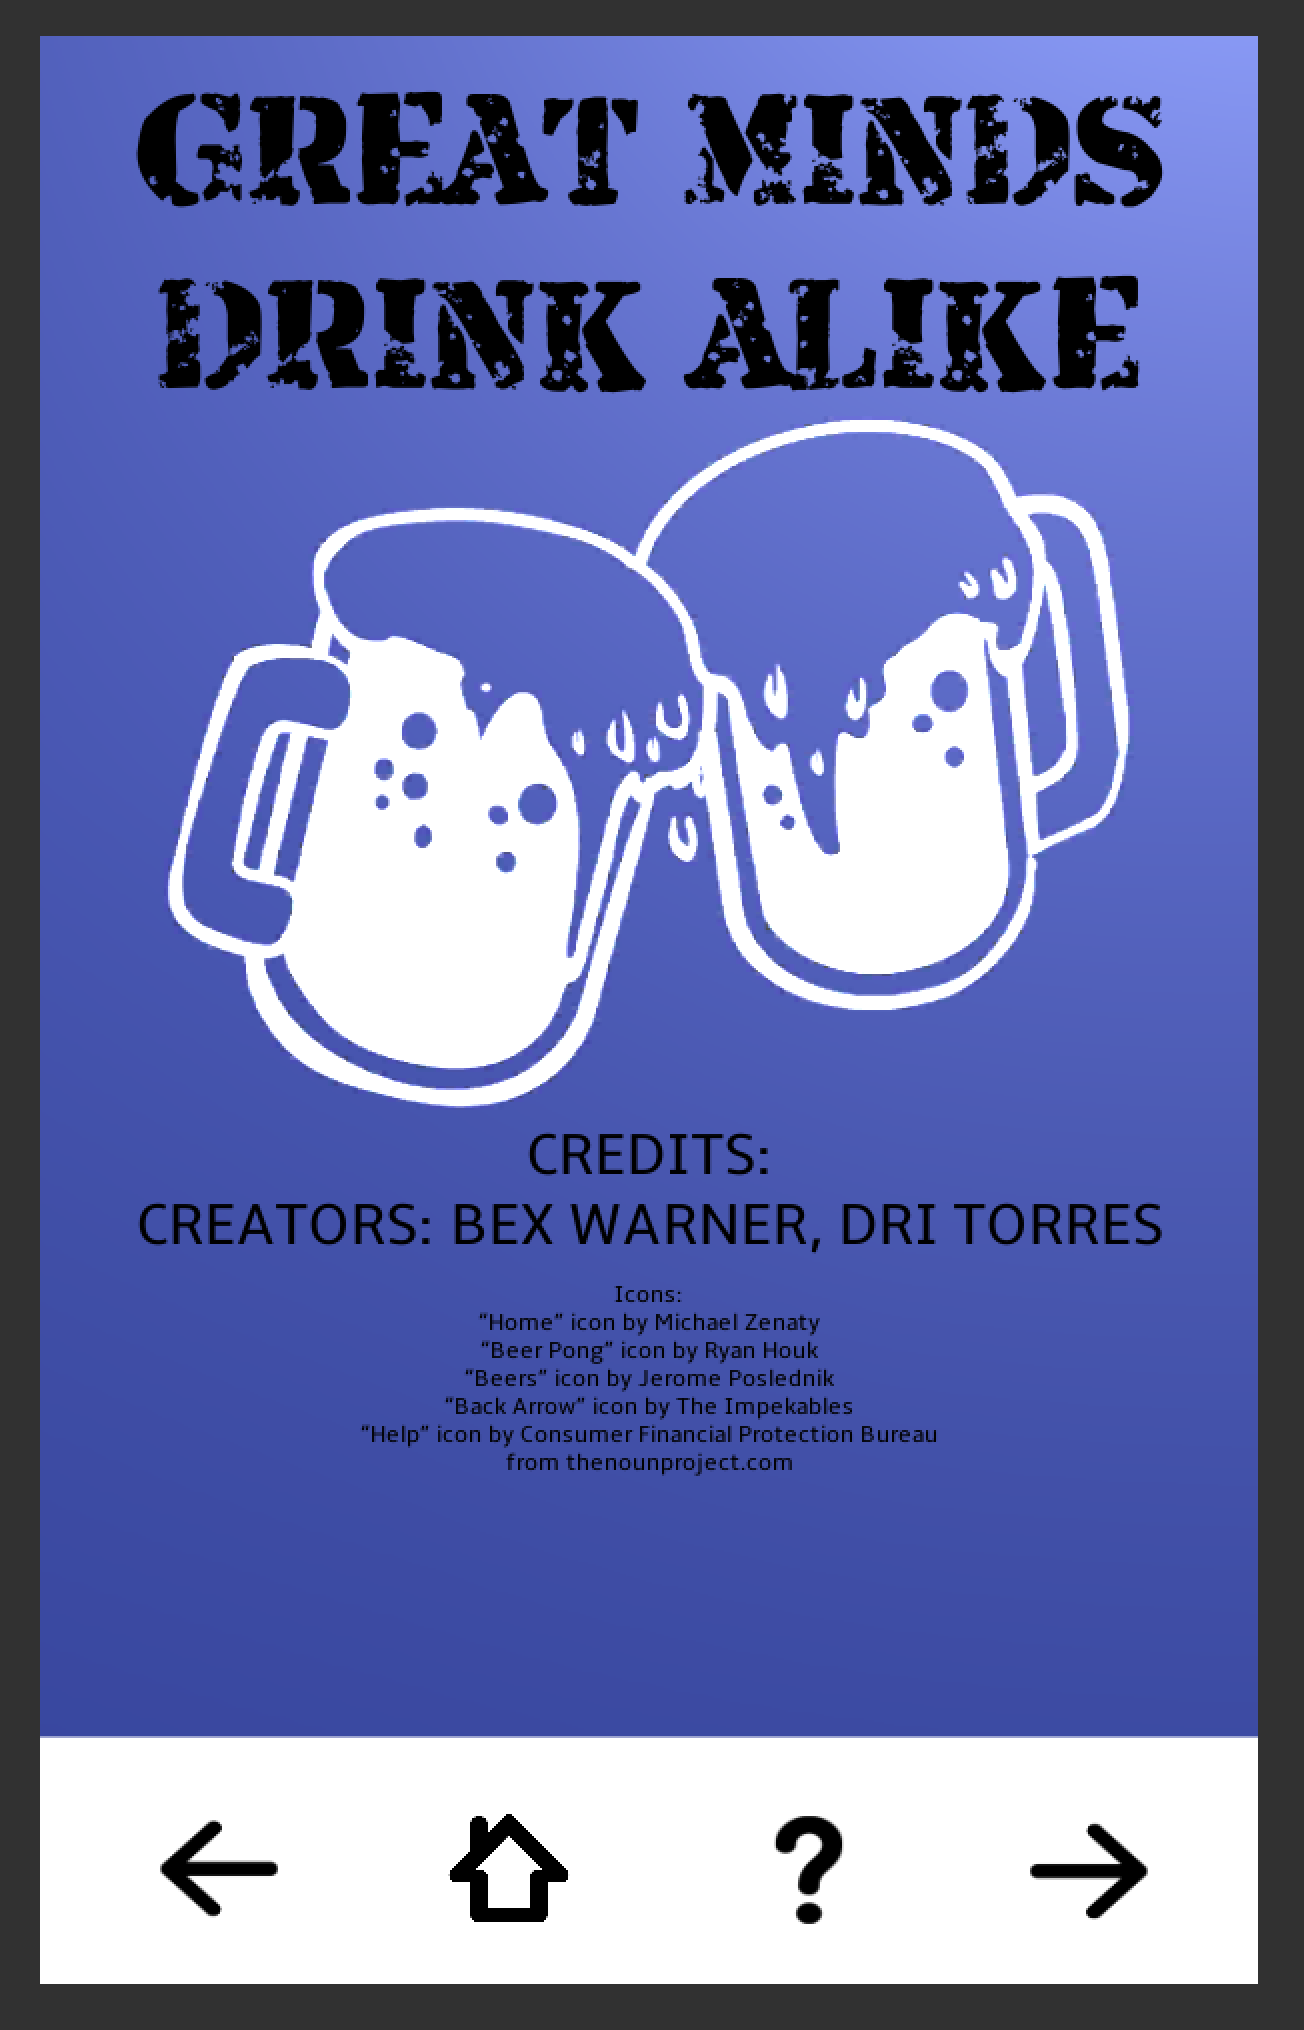 GREAT MINDS
DRINK ALIKE
CREDITS:
CREATORS: BEX WARNER, DRI TORRES
Icons:
“Home” icon by Michael Zenaty
“Beer Pong” icon by Ryan Houk
“Beers” icon by Jerome Poslednik
“Back Arrow” icon by The Impekables
“Help” icon by Consumer Financial Protection Bureau
from thenounproject.com
?